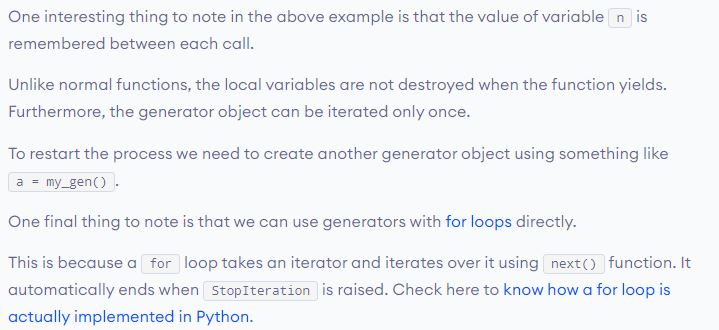 One interesting thing to note in the above example is that the value of variable n is
remembered between each call.
Unlike normal functions, the local variables are not destroyed when the function yields.
Furthermore, the generator object can be iterated only once.
To restart the process we need to create another generator object using something like
a = my_gen() .
One final thing to note is that we can use generators with for loops directly.
This is because a for loop takes an iterator and iterates over it using next() function. It
automatically ends when StopIteration is raised. Check here to know how a for loop is
actually implemented in Python.